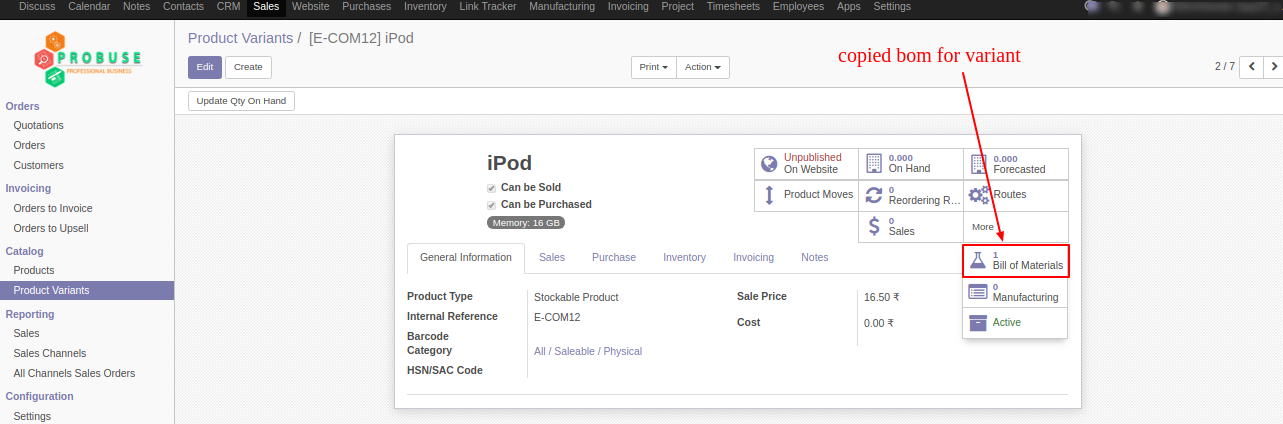 Discuss Calendar Notes Contacts CRM Sales Website Purchases Inventory Link Tracker Manufacturing Invoicing Project Timesheets Employees Apps Settings
PROBUSE
PROFESSIONAL BUSINESS
Product Variants / [E-COM12] iPod
copied bom for variant
Edit Create
Print Action
2 / 7
Update Qty On Hand
Orders
Quotations
Orders
Customers
Invoicing
Orders to Invoice
Orders to Upsell
Catalog
Products
Product Variants
Reporting
Sales
Sales Channels
All Channels Sales Orders
Configuration
Settings
iPod
Can be Sold
Can be Purchased
Memory: 16 GB
Unpublished
On Website
0.000
On Hand
0.000
Forecasted
Product Moves
0
Reordering R...
Routes
0
Sales
More
1
Bill of Materials
0
Manufacturing
Active
General Information Sales Purchase Inventory Invoicing Notes
Product Type Stockable Product
Internal Reference E-COM12
Barcode
Category All / Saleable / Physical
HSN/SAC Code
Sale Price 16.50 ₹
Cost 0.00 ₹